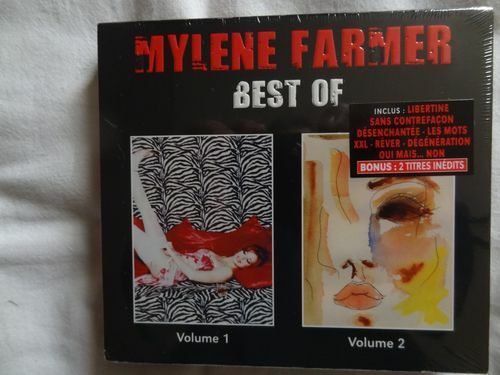 MYLENE FARMER
BEST OF
INCLUS : LIBERTINE
SANS CONTREFAÇON
DÉSENCHANTÉE - LES MOTS
XXL - RÊVER - DÉGÉNÉRATION
OUI MAIS... NON
BONUS : 2 TITRES INÉDITS
Volume 1
Volume 2